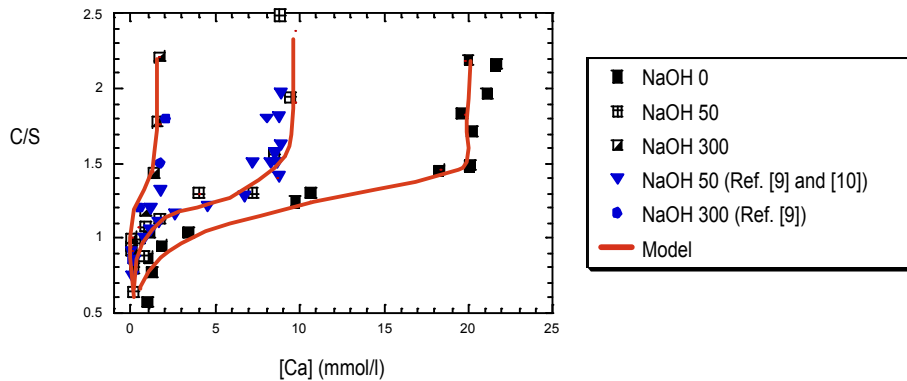 2.5
2
C/S
1.5
1
0.5
0 5 10 15 20 25
[Ca] (mmol/l)
NaOH 0
NaOH 50
NaOH 300
NaOH 50 (Ref. [9] and [10])
NaOH 300 (Ref. [9])
Model